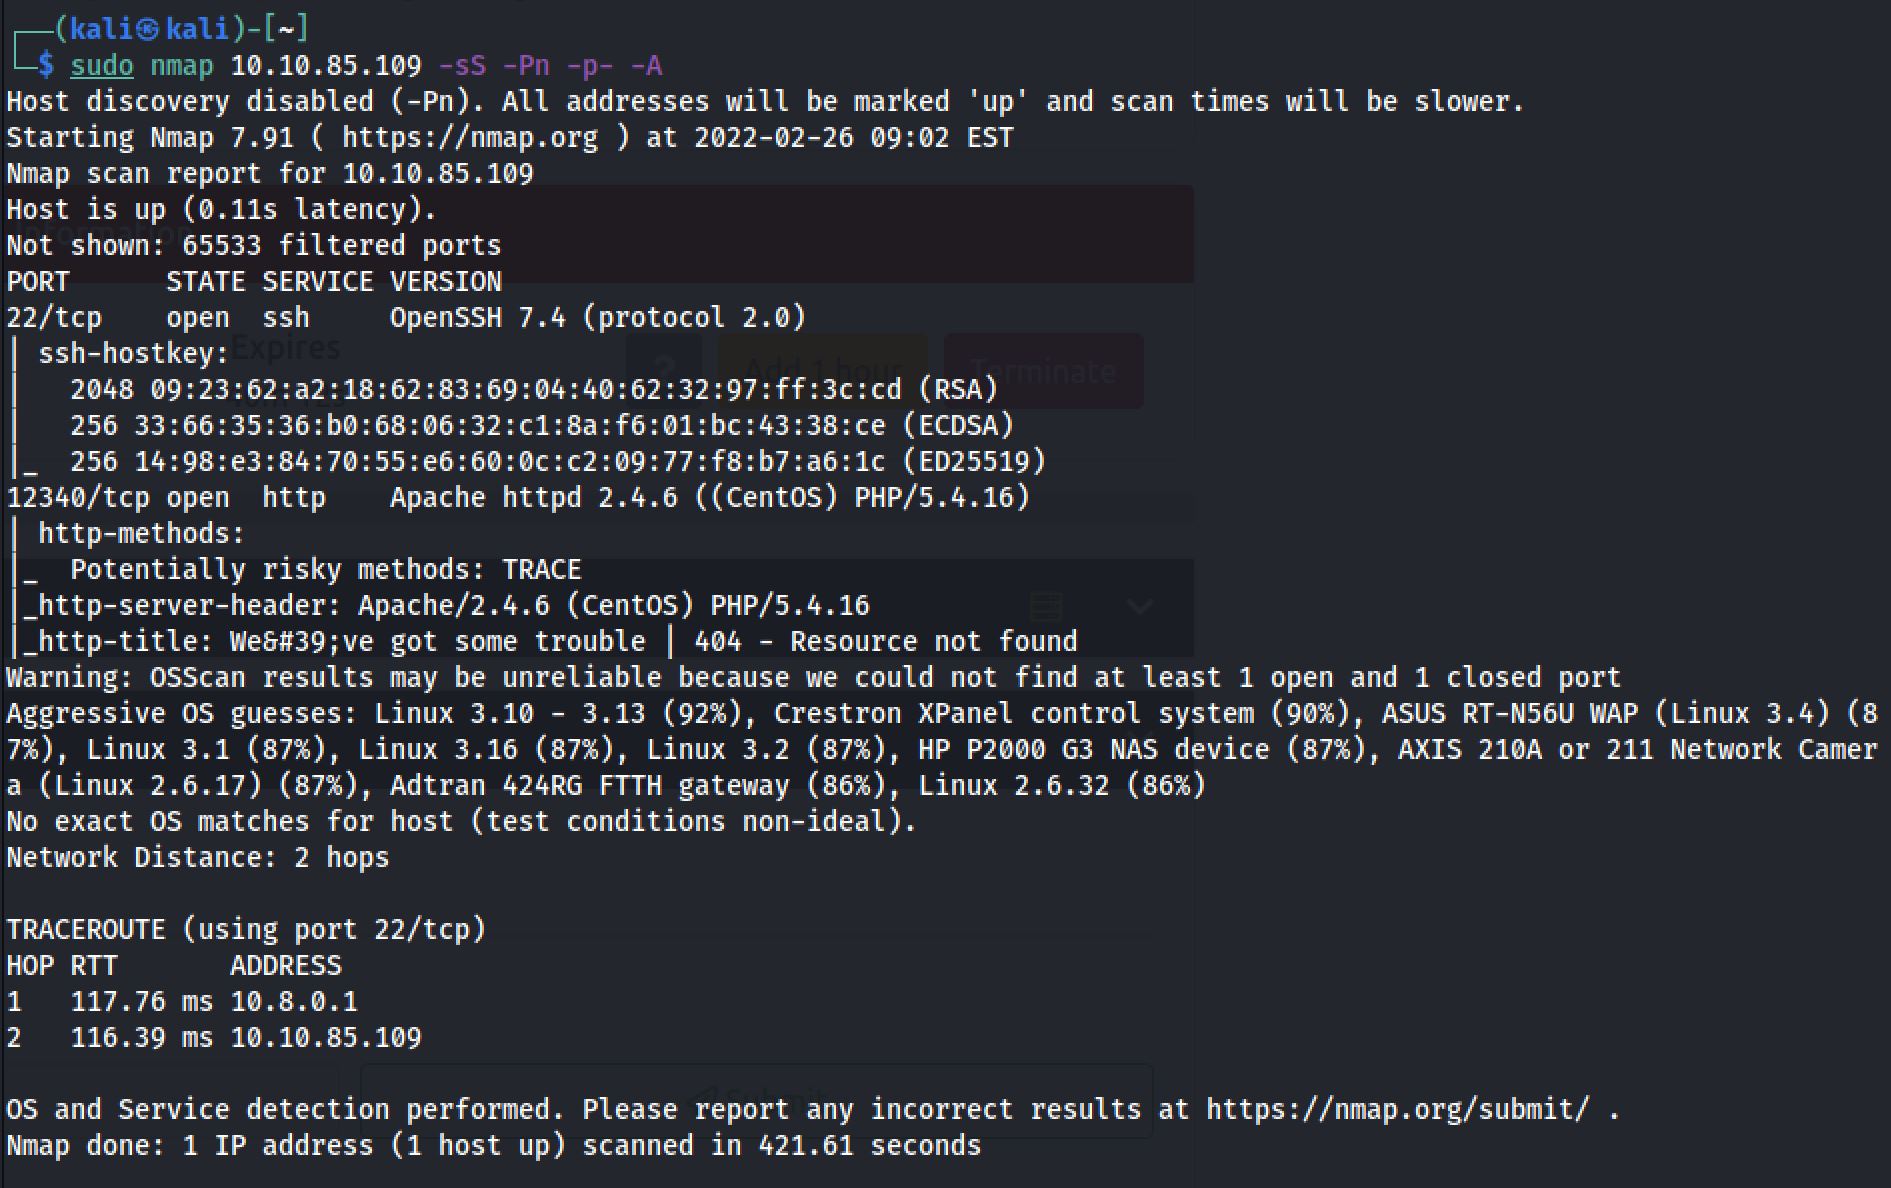 (kali㉿kali)-[~]
$ sudo nmap 10.10.85.109 -sS -Pn -p- -A
Host discovery disabled (-Pn). All addresses will be marked 'up' and scan times will be slower.
Starting Nmap 7.91 ( https://nmap.org ) at 2022-02-26 09:02 EST
Nmap scan report for 10.10.85.109
Host is up (0.11s latency).
Information
Not shown: 65533 filtered ports
PORT      STATE SERVICE VERSION
22/tcp    open  ssh     OpenSSH 7.4 (protocol 2.0)
Expires
| ssh-hostkey:
? Add 1 hour Terminate
|   2048 09:23:62:a2:18:62:83:69:04:40:62:32:97:ff:3c:cd (RSA)
|   256 33:66:35:36:b0:68:06:32:c1:8a:f6:01:bc:43:38:ce (ECDSA)
|_  256 14:98:e3:84:70:55:e6:60:0c:c2:09:77:f8:b7:a6:1c (ED25519)
12340/tcp open  http    Apache httpd 2.4.6 ((CentOS) PHP/5.4.16)
| http-methods:
|_  Potentially risky methods: TRACE
|_http-server-header: Apache/2.4.6 (CentOS) PHP/5.4.16
|_http-title: We&#39;ve got some trouble | 404 - Resource not found
Warning: OSScan results may be unreliable because we could not find at least 1 open and 1 closed port
Aggressive OS guesses: Linux 3.10 - 3.13 (92%), Crestron XPanel control system (90%), ASUS RT-N56U WAP (Linux 3.4) (8
7%), Linux 3.1 (87%), Linux 3.16 (87%), Linux 3.2 (87%), HP P2000 G3 NAS device (87%), AXIS 210A or 211 Network Camer
a (Linux 2.6.17) (87%), Adtran 424RG FTTH gateway (86%), Linux 2.6.32 (86%)
No exact OS matches for host (test conditions non-ideal).
Network Distance: 2 hops
TRACEROUTE (using port 22/tcp)
HOP RTT       ADDRESS
1   117.76 ms 10.8.0.1
2   116.39 ms 10.10.85.109
Submit
OS and Service detection performed. Please report any incorrect results at https://nmap.org/submit/ .
Nmap done: 1 IP address (1 host up) scanned in 421.61 seconds